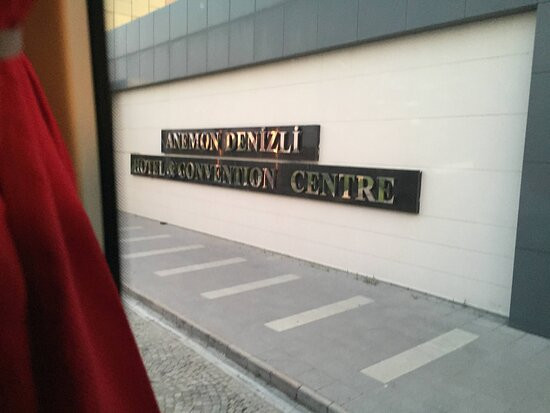 ANEMON DENİZLİ
HOTEL & CONVENTION CENTRE